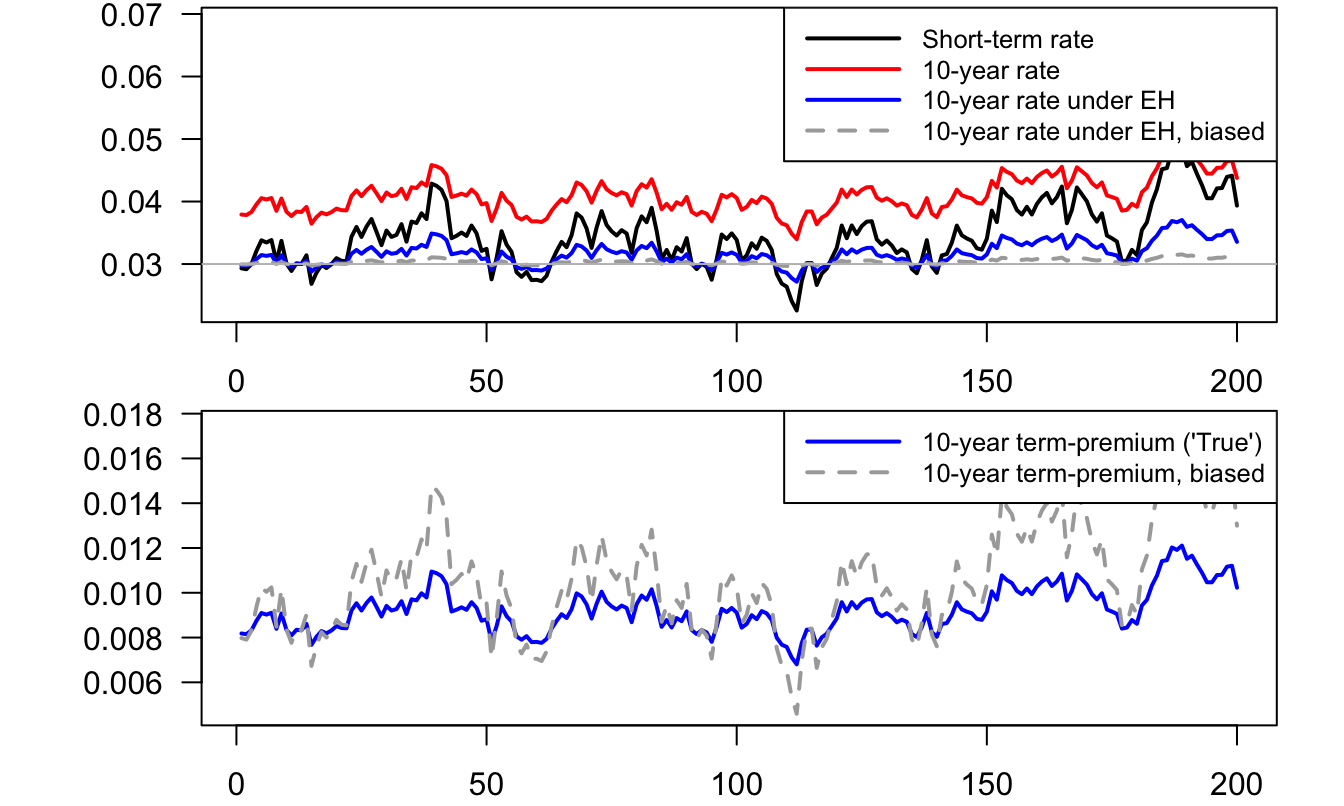 0.07
0.06
0.05
0.04
0.03
Short-term rate
10-year rate
10-year rate under EH
10-year rate under EH, biased
0 50 100 150 200
0.018
0.016
0.014
0.012
0.010
0.008
0.006
10-year term-premium ('True')
10-year term-premium, biased
0 50 100 150 200